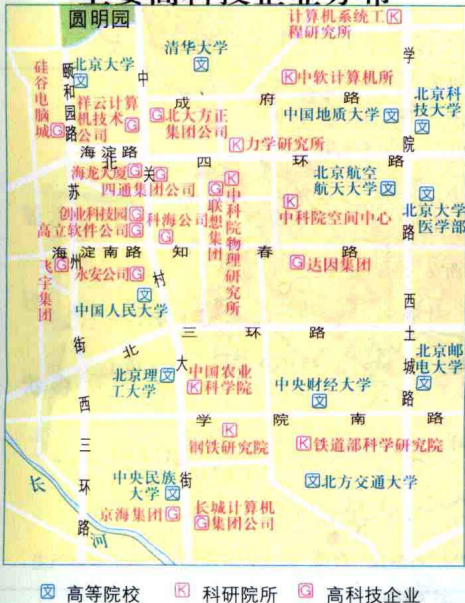 圆明园
计算机系统工
程研究所
清华大学
学
院
路
硅谷电脑城
颐和园路
北京大学
中
关
村
大
街
中软计算机所
北京科
技大学
祥云计算
机技术
公司
成府路
北大方正
集团公司
中国地质大学
力学研究所
海淀路
北四环路
海龙大厦
四通集团公司
北京航空
航天大学
苏
州
街
创业科技园
高立软件公司
科海公司
联想集团
中科院物理研究所
中科院空间中心
北京大学
医学部
海淀南路
知春路
飞宇集团
永安公司
达因集团
中国人民大学
西
土
城
路
北三环路
北京理
工大学
中国农业
科学院
中央财经大学
北京邮
电大学
西
三
环
路
学院南路
钢铁研究院
铁道部科学研究院
长
河
中央民族
大学
北方交通大学
京海集团
长城计算机
集团公司
文 高等院校 K 科研院所 G 高科技企业